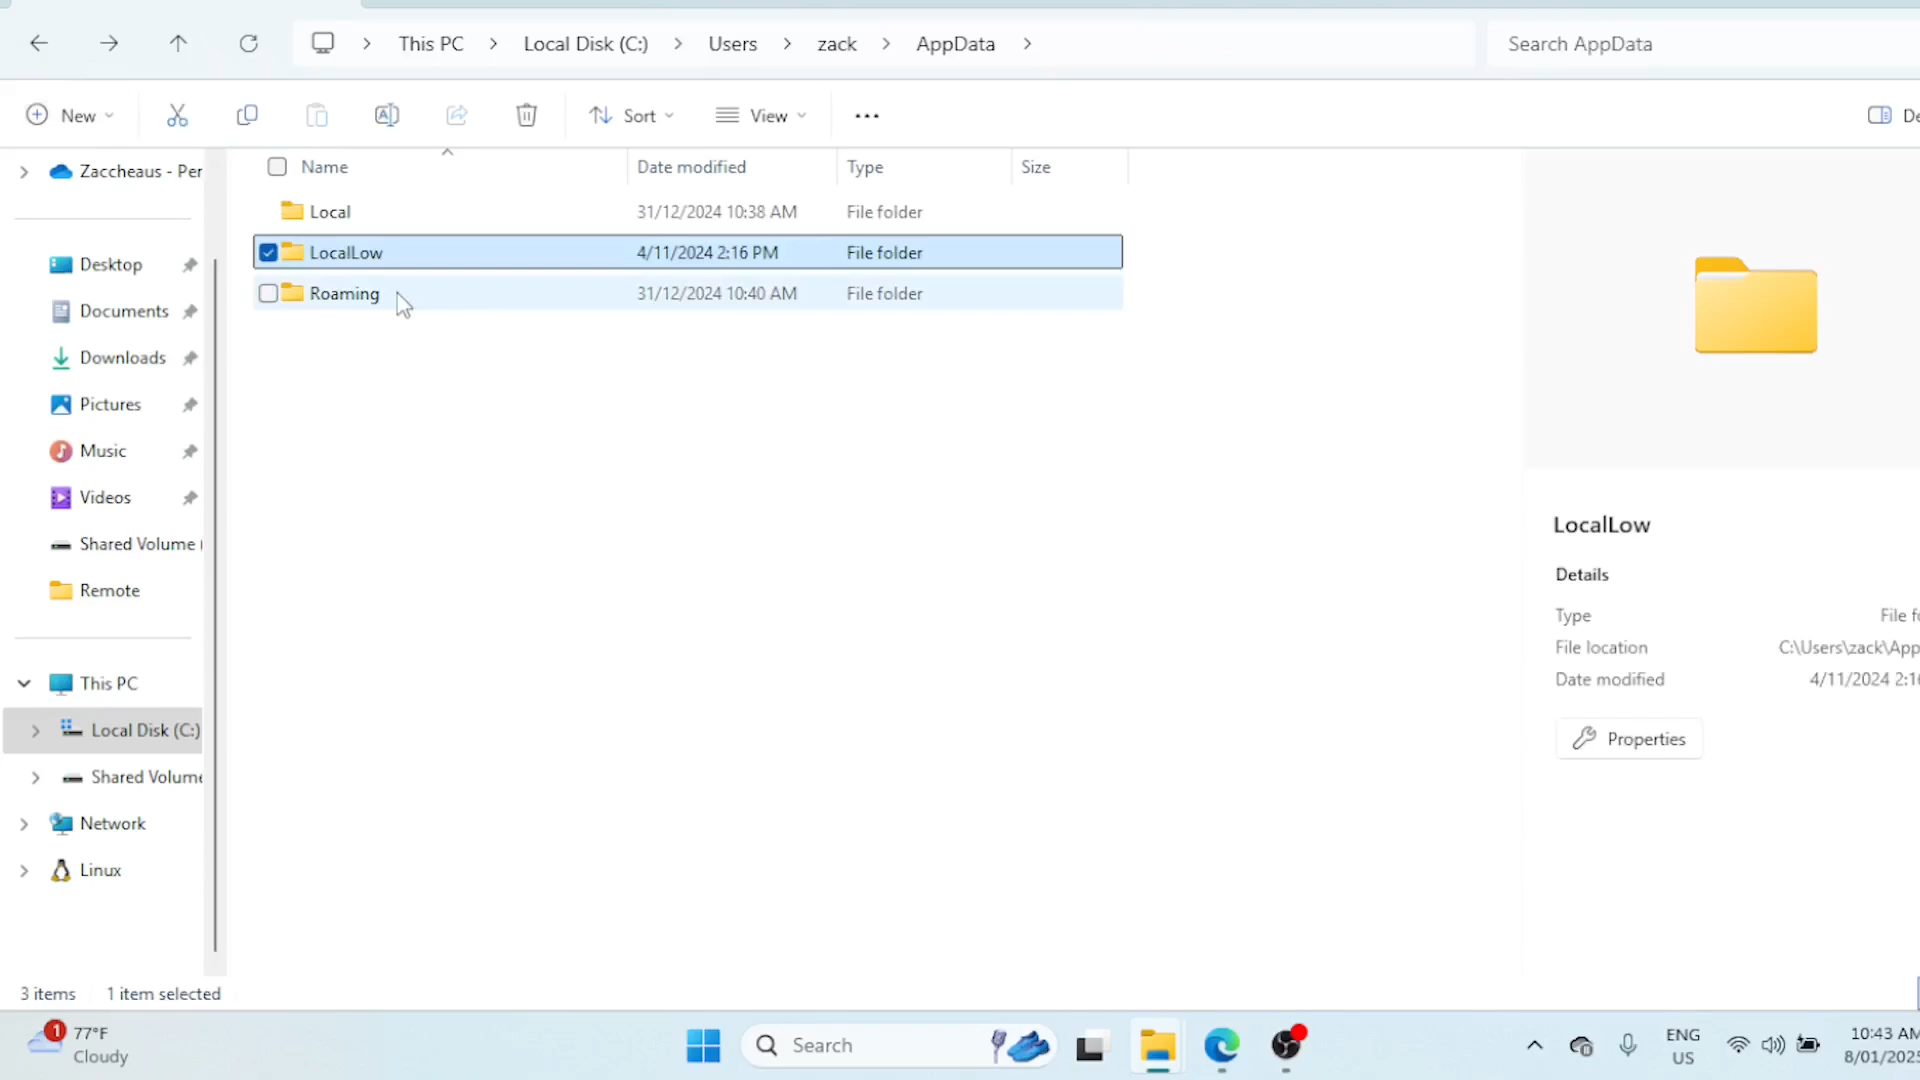 This PC > Local Disk (C:) > Users > zack > AppData >
Search AppData
New
Sort
View
De
Name
Date modified
Type
Size
Local 31/12/2024 10:38 AM File folder
LocalLow 4/11/2024 2:16 PM File folder
Roaming 31/12/2024 10:40 AM File folder
Zaccheaus - Per
Desktop
Documents
Downloads
Pictures
Music
Videos
Shared Volume (
Remote
This PC
Local Disk (C:)
Shared Volume
Network
Linux
LocalLow
Details
Type File fo
File location C:\Users\zack\App
Date modified 4/11/2024 2:16
Properties
3 items 1 item selected
1
77°F
Cloudy
Search
ENG
US
10:43 AM
8/01/2025